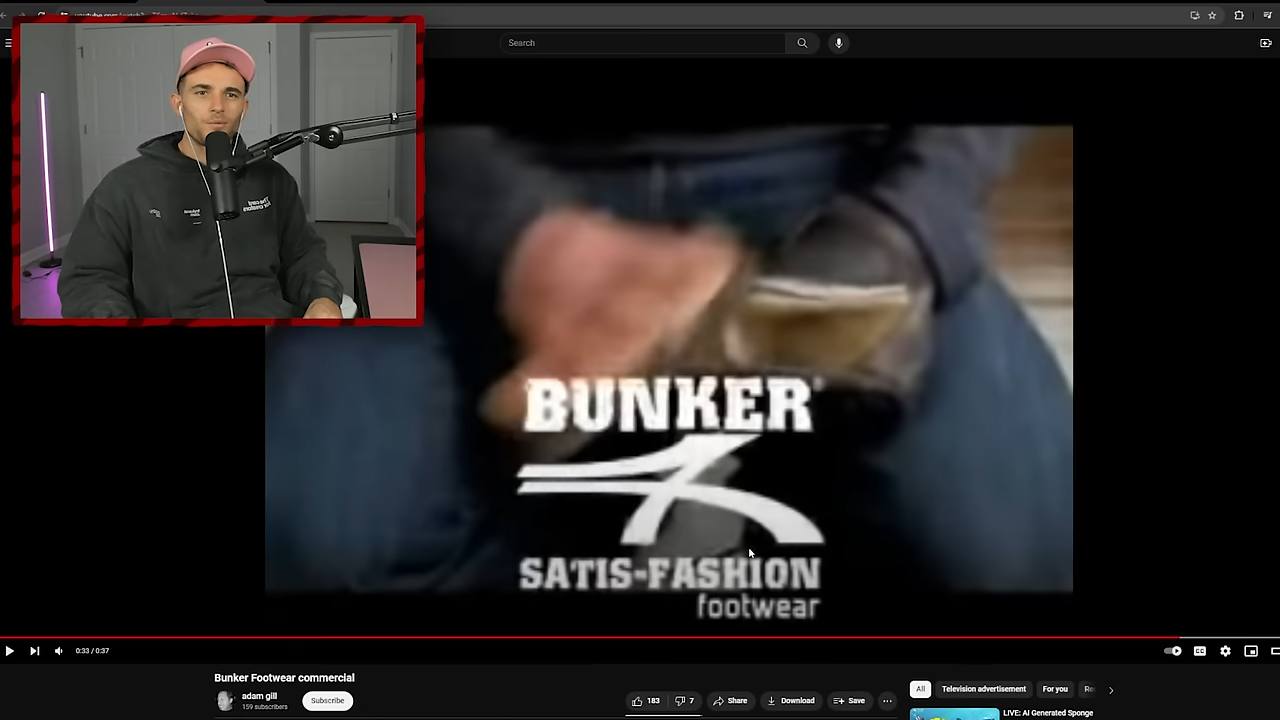 Search
BUNKER
SATIS-FASHION
footwear
0:33 / 0:37
Bunker Footwear commercial
adam gill
159 subscribers
Subscribe
183
7
Share
Download
Save
All
Television advertisement
For you
LIVE: AI Generated Sponge